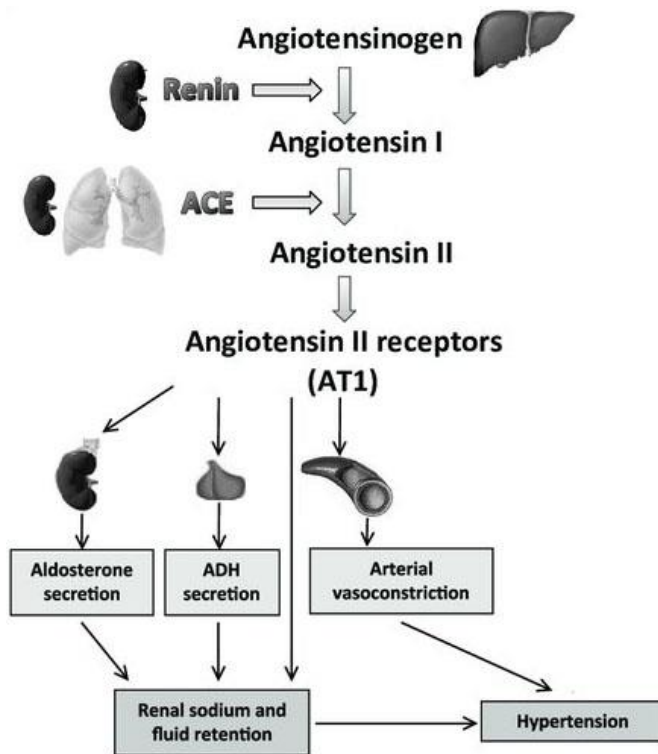 Angiotensinogen
Renin
Angiotensin I
ACE
Angiotensin II
Angiotensin II receptors
(AT1)
Aldosterone
secretion
ADH
secretion
Arterial
vasoconstriction
Renal sodium and
fluid retention
Hypertension